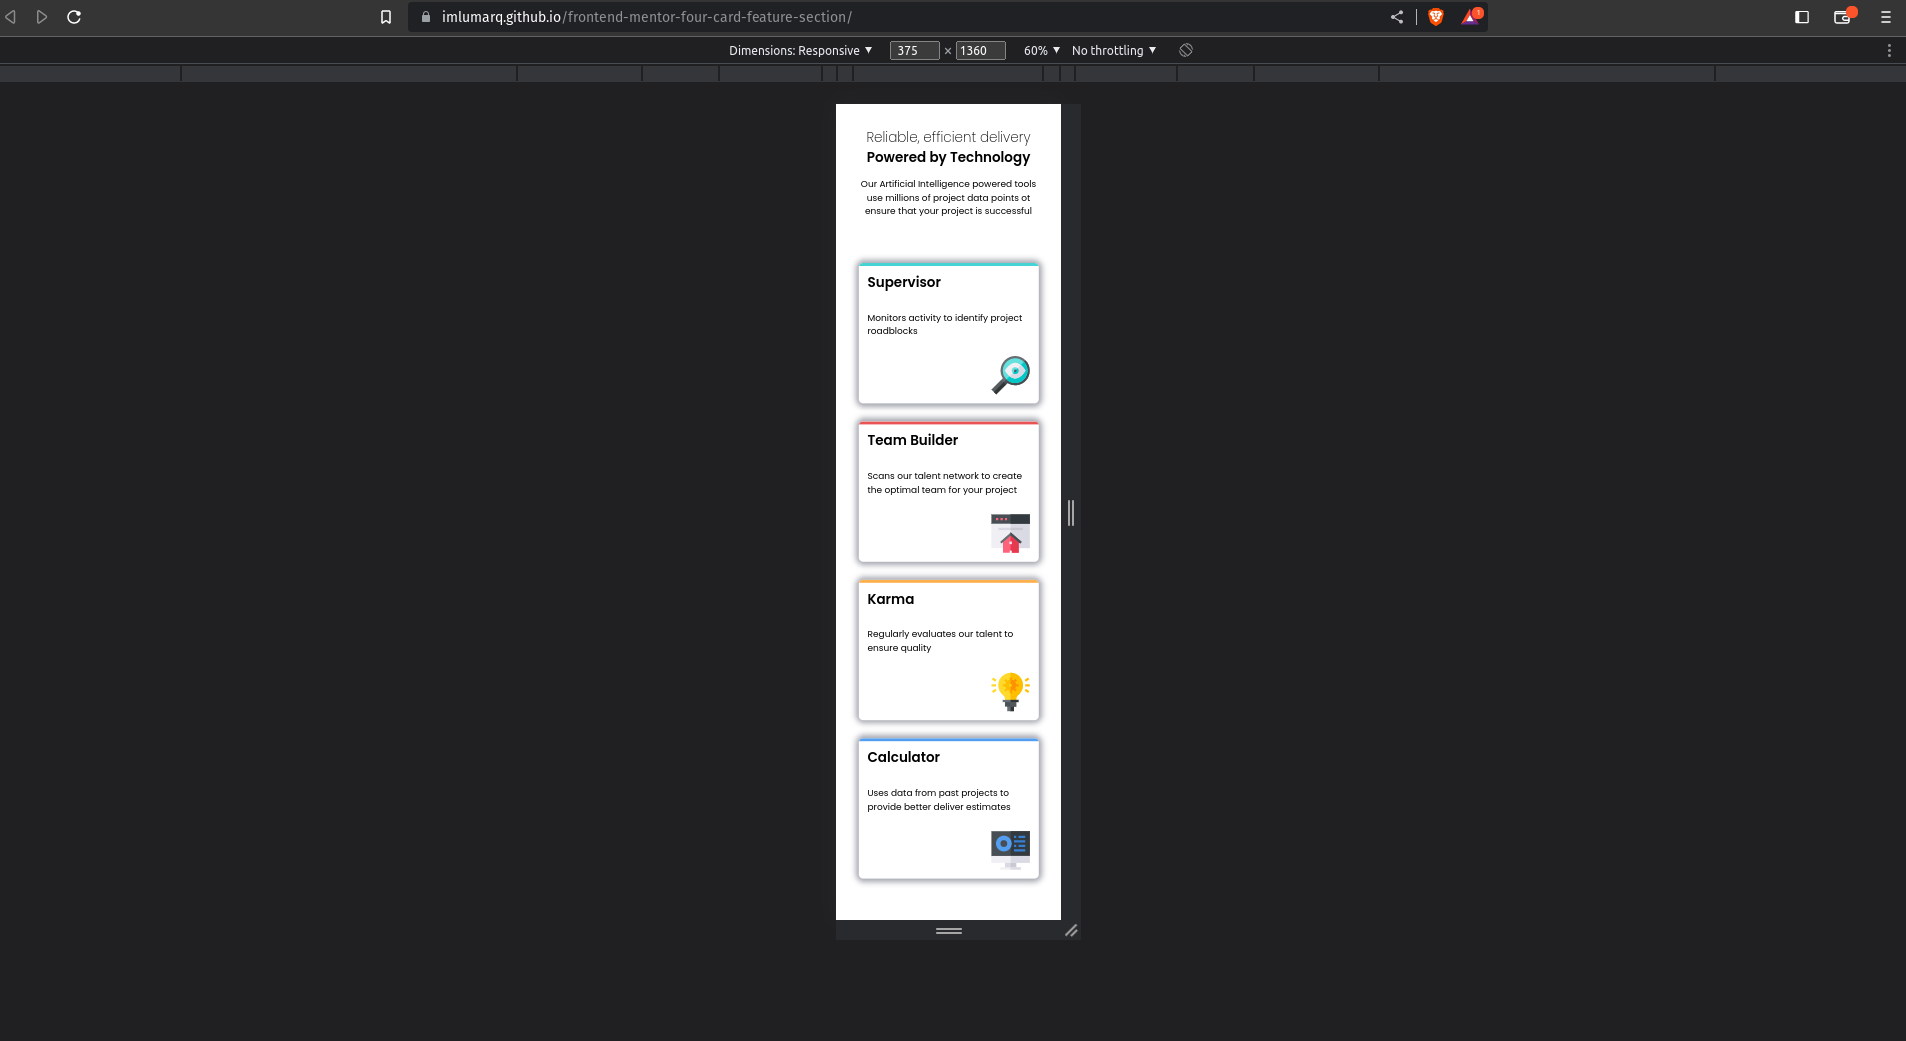 imlumarq.github.io/frontend-mentor-four-card-feature-section/
1
Dimensions: Responsive 375 × 1360 60% No throttling
Reliable, efficient delivery
Powered by Technology
Our Artificial Intelligence powered tools
use millions of project data points ot
ensure that your project is successful
Supervisor
Monitors activity to identify project
roadblocks
Team Builder
Scans our talent network to create
the optimal team for your project
Karma
Regularly evaluates our talent to
ensure quality
Calculator
Uses data from past projects to
provide better deliver estimates